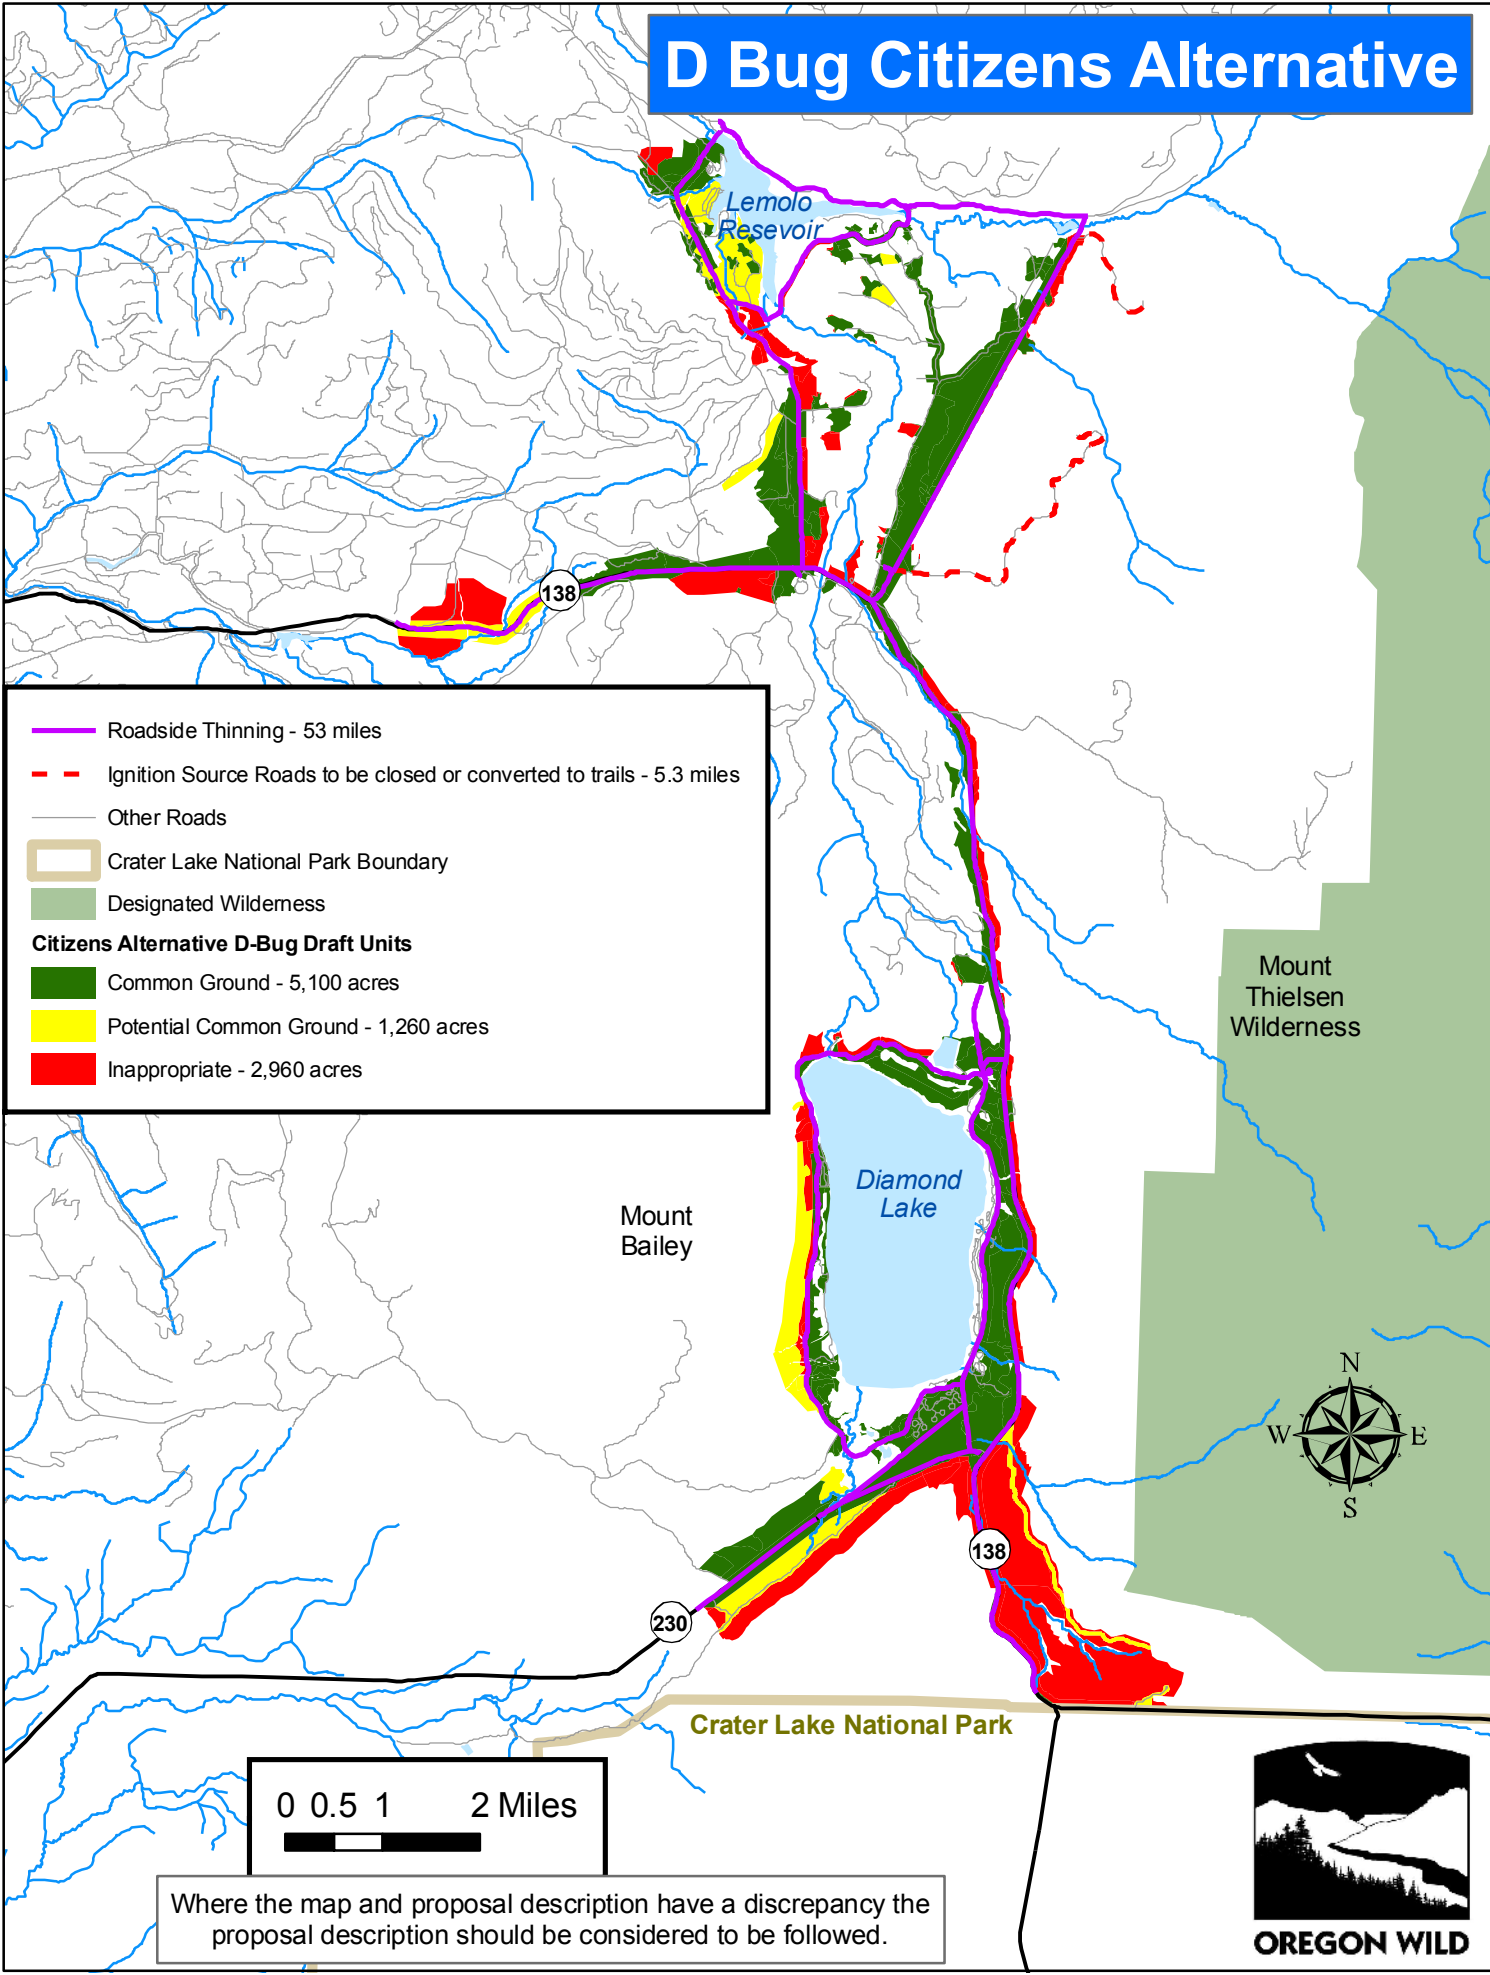 D Bug Citizens Alternative
Lemolo
Resevoir
138
Roadside Thinning - 53 miles
Ignition Source Roads to be closed or converted to trails - 5.3 miles
Other Roads
Crater Lake National Park Boundary
Designated Wilderness
Citizens Alternative D-Bug Draft Units
Common Ground - 5,100 acres
Potential Common Ground - 1,260 acres
Inappropriate - 2,960 acres
Mount
Thielsen
Wilderness
Diamond
Lake
Mount
Bailey
N
W E
S
138
230
Crater Lake National Park
0 0.5 1 2 Miles
Where the map and proposal description have a discrepancy the
proposal description should be considered to be followed.
OREGON WILD